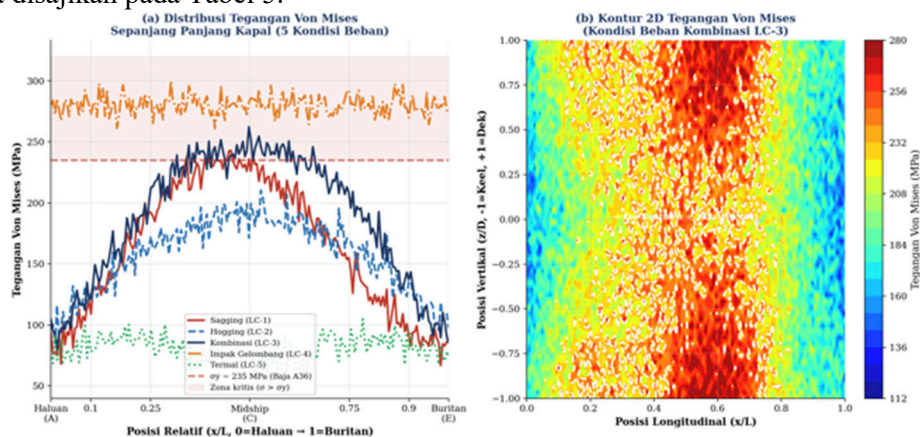 disajikan pada Tabel 5.
(a) Distribusi Tegangan Von Mises
Sepanjang Panjang Kapal (5 Kondisi Beban)
Tegangan Von Mises (MPa)
300
250
200
150
100
50
Sagging (LC-1)
Hogging (LC-2)
Kombinasi (LC-3)
Impak Gelombang (LC-4)
Termal (LC-5)
σy = 235 MPa (Baja A36)
Zona kritis (σ > σy)
Haluan 0.1 0.25 Midship 0.75 0.9 Buritan
(A) (C) (E)
Posisi Relatif (x/L, 0=Haluan → 1=Buritan)
(b) Kontur 2D Tegangan Von Mises
(Kondisi Beban Kombinasi LC-3)
Posisi Vertikal (z/D, -1=Keel, +1=Dek)
1.00
0.75
0.50
0.25
0.00
−0.25
−0.50
−0.75
−1.00
0.0 0.2 0.4 0.6 0.8 1.0
Posisi Longitudinal (x/L)
280
256
232
208
184
160
136
112
Tegangan Von Mises (MPa)